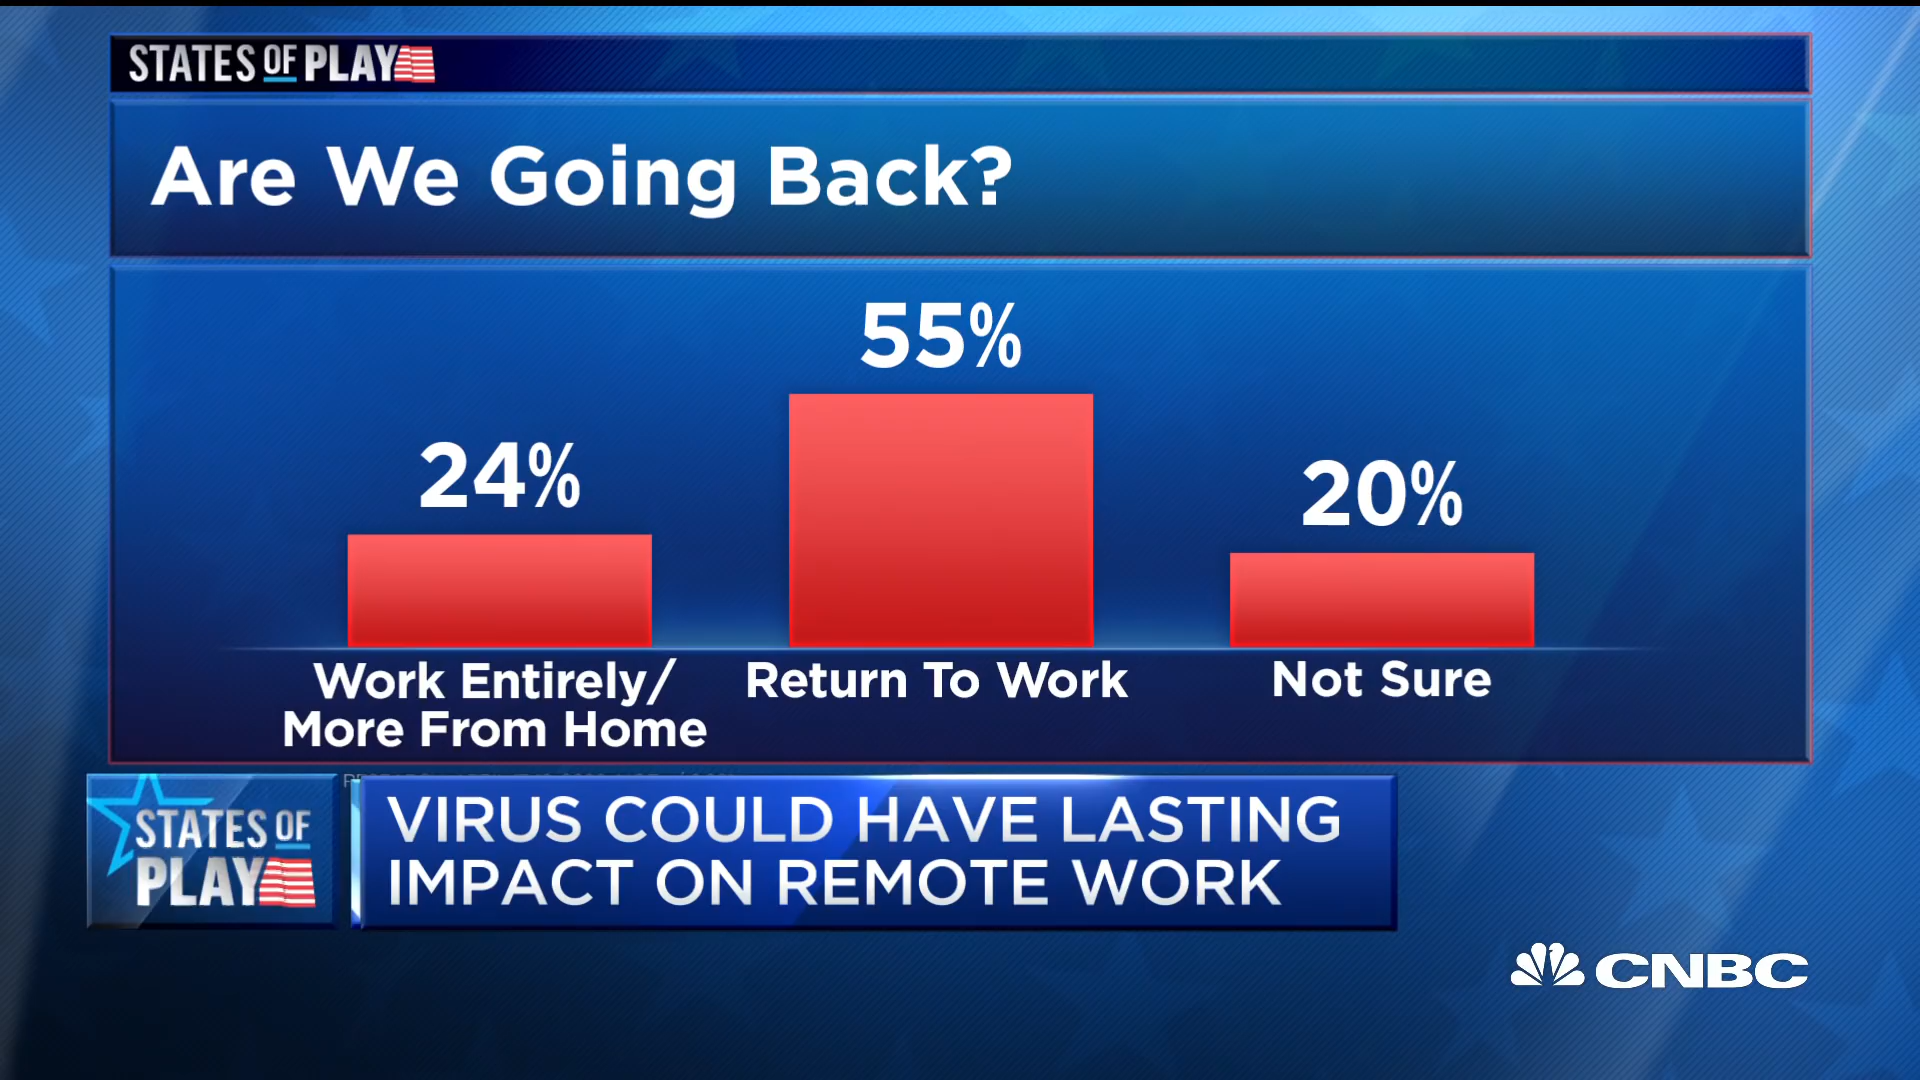 STATES OF PLAY
Are We Going Back?
55%
24%
20%
Work Entirely/
More From Home
Return To Work
Not Sure
STATES OF
PLAY
VIRUS COULD HAVE LASTING
IMPACT ON REMOTE WORK
CNBC